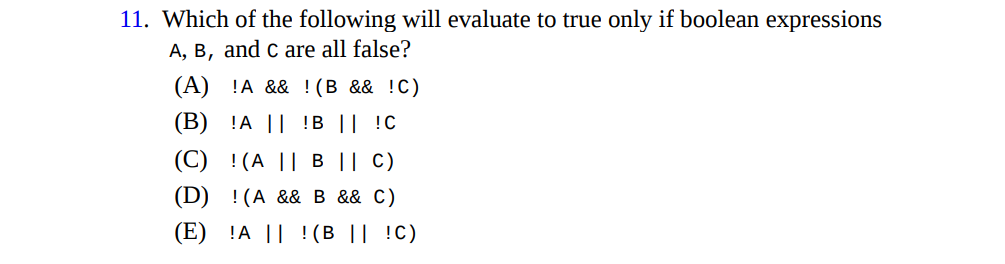 11. Which of the following will evaluate to true only if boolean expressions
A, B, and C are all false?
(A) !A && !(B && !C)
(B) !A || !B || !C
(C) !(A || B || C)
(D) !(A && B && C)
(E) !A || !(B || !C)